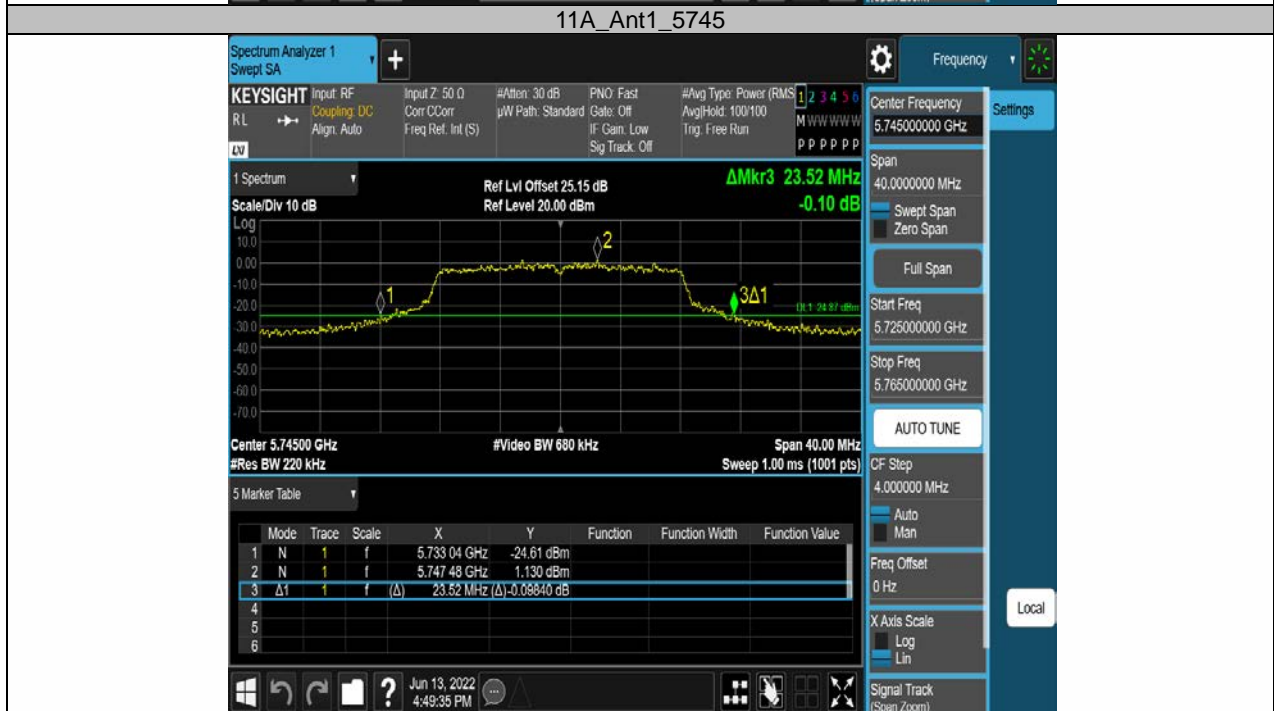 11A_Ant1_5745
Spectrum Analyzer 1
Swept SA
+
Frequency
KEYSIGHT
RL
LXI
Input: RF
Coupling: DC
Align: Auto
Input Z: 50 Ω
Corr CCorr
Freq Ref: Int (S)
#Atten: 30 dB
µW Path: Standard
PNO: Fast
Gate: Off
IF Gain: Low
Sig Track: Off
#Avg Type: Power (RMS
Avg|Hold: 100/100
Trig: Free Run
1 2 3 4 5 6
M W W W W W
P P P P P P
1 Spectrum
Scale/Div 10 dB
Ref Lvl Offset 25.15 dB
Ref Level 20.00 dBm
ΔMkr3 23.52 MHz
-0.10 dB
Log
10.0
0.00
-10.0
-20.0
-30.0
-40.0
-50.0
-60.0
-70.0
1
2
3Δ1
DL1 -24.87 dBm
Center 5.74500 GHz
#Video BW 680 kHz
Span 40.00 MHz
#Res BW 220 kHz
Sweep 1.00 ms (1001 pts)
5 Marker Table
Mode Trace Scale X Y Function Function Width Function Value
1 N 1 f 5.733 04 GHz -24.61 dBm
2 N 1 f 5.747 48 GHz 1.130 dBm
3 Δ1 1 f (Δ) 23.52 MHz (Δ) -0.09840 dB
4
5
6
?
Jun 13, 2022
4:49:35 PM
Center Frequency
5.745000000 GHz
Settings
Span
40.0000000 MHz
Swept Span
Zero Span
Full Span
Start Freq
5.725000000 GHz
Stop Freq
5.765000000 GHz
AUTO TUNE
CF Step
4.000000 MHz
Auto
Man
Freq Offset
0 Hz
X Axis Scale
Log
Lin
Local
Signal Track
(Span Zoom)